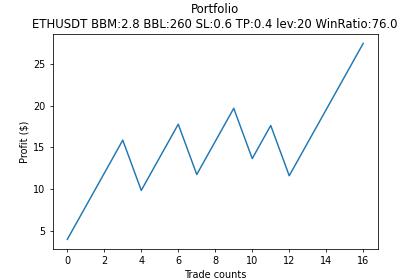 Portfolio
ETHUSDT BBM:2.8 BBL:260 SL:0.6 TP:0.4 lev:20 WinRatio:76.0
25
20
15
10
5
Profit ($)
0 2 4 6 8 10 12 14 16
Trade counts